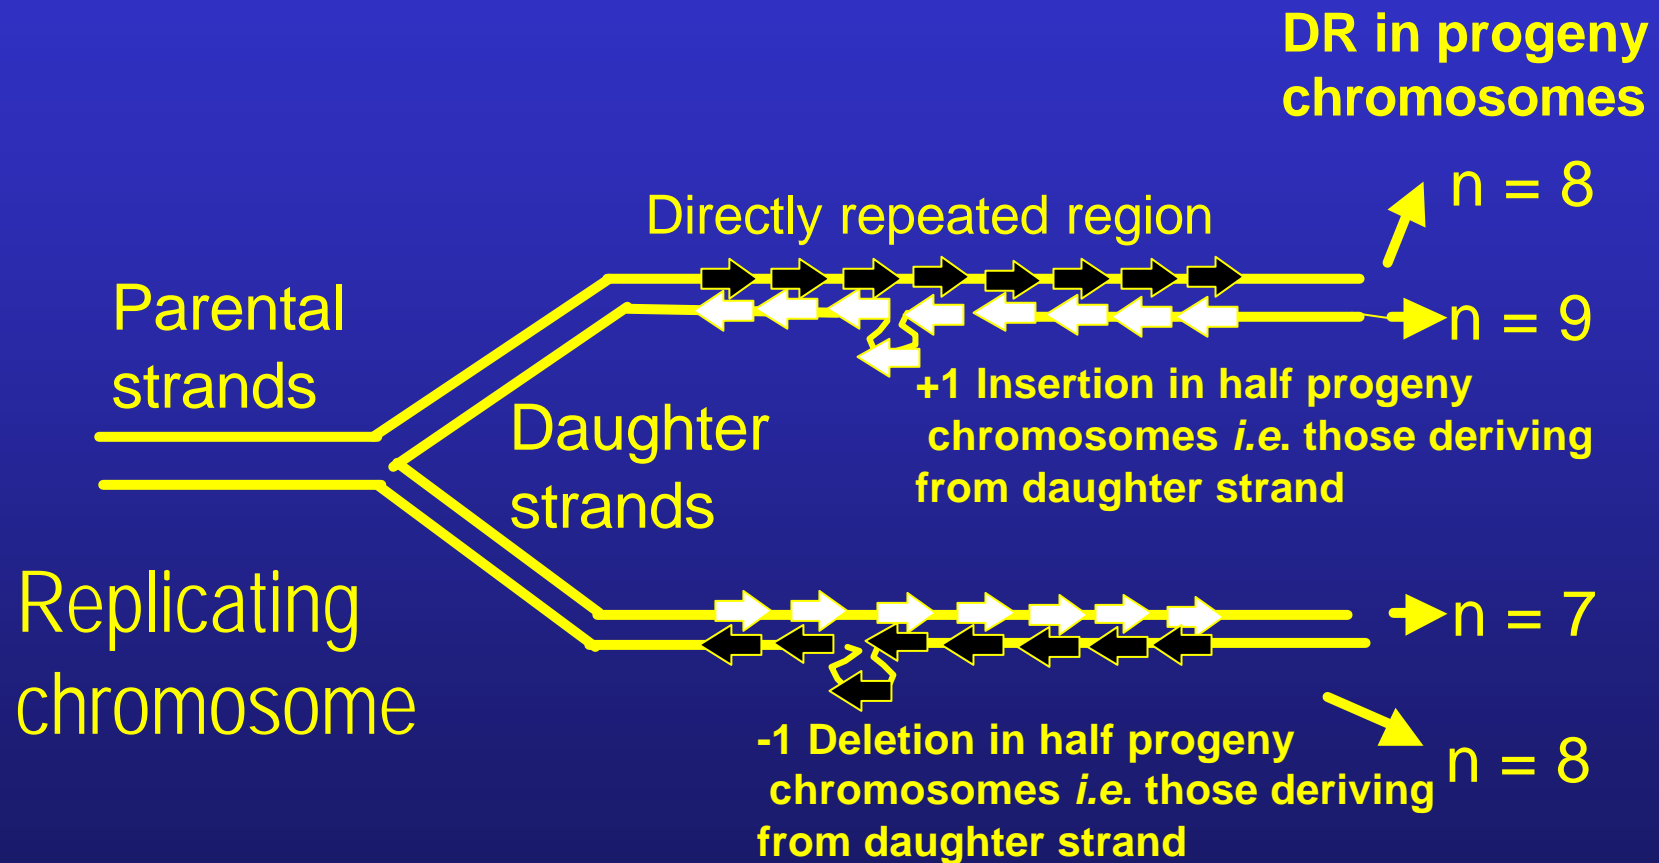 DR in progeny
chromosomes
n = 8
Directly repeated region
Parental
strands
n = 9
+1 Insertion in half progeny
chromosomes i.e. those deriving
from daughter strand
Daughter
strands
Replicating
chromosome
n = 7
-1 Deletion in half progeny
chromosomes i.e. those deriving
from daughter strand
n = 8